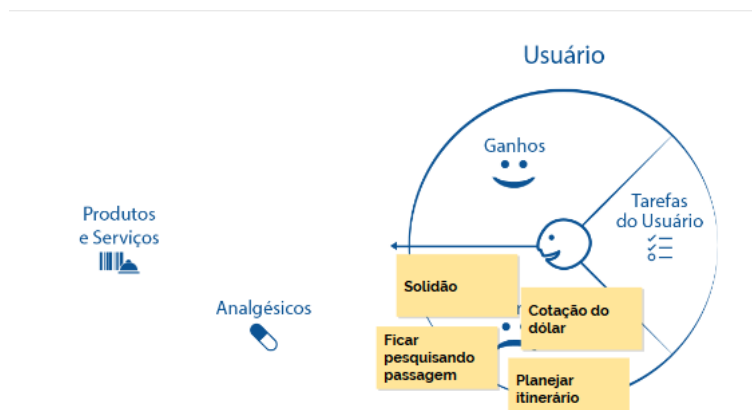 Usuário
Ganhos
Tarefas
do Usuário
Produtos
e Serviços
Analgésicos
Solidão
Cotação do
dólar
Ficar
pesquisando
passagem
Planejar
itinerário